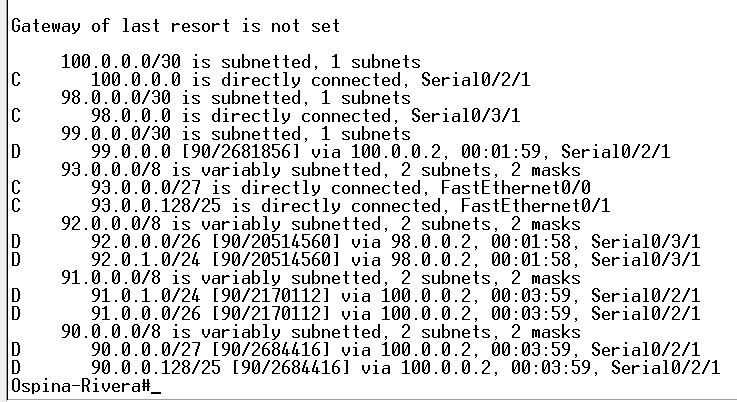 Gateway of last resort is not set
100.0.0.0/30 is subnetted, 1 subnets
C 100.0.0.0 is directly connected, Serial0/2/1
98.0.0.0/30 is subnetted, 1 subnets
C 98.0.0.0 is directly connected, Serial0/3/1
99.0.0.0/30 is subnetted, 1 subnets
D 99.0.0.0 [90/2681856] via 100.0.0.2, 00:01:59, Serial0/2/1
93.0.0.0/8 is variably subnetted, 2 subnets, 2 masks
C 93.0.0.0/27 is directly connected, FastEthernet0/0
C 93.0.0.128/25 is directly connected, FastEthernet0/1
92.0.0.0/8 is variably subnetted, 2 subnets, 2 masks
D 92.0.0.0/26 [90/20514560] via 98.0.0.2, 00:01:58, Serial0/3/1
D 92.0.1.0/24 [90/20514560] via 98.0.0.2, 00:01:58, Serial0/3/1
91.0.0.0/8 is variably subnetted, 2 subnets, 2 masks
D 91.0.1.0/24 [90/2170112] via 100.0.0.2, 00:03:59, Serial0/2/1
D 91.0.0.0/26 [90/2170112] via 100.0.0.2, 00:03:59, Serial0/2/1
90.0.0.0/8 is variably subnetted, 2 subnets, 2 masks
D 90.0.0.0/27 [90/2684416] via 100.0.0.2, 00:03:59, Serial0/2/1
D 90.0.0.128/25 [90/2684416] via 100.0.0.2, 00:03:59, Serial0/2/1
Ospina-Rivera#_